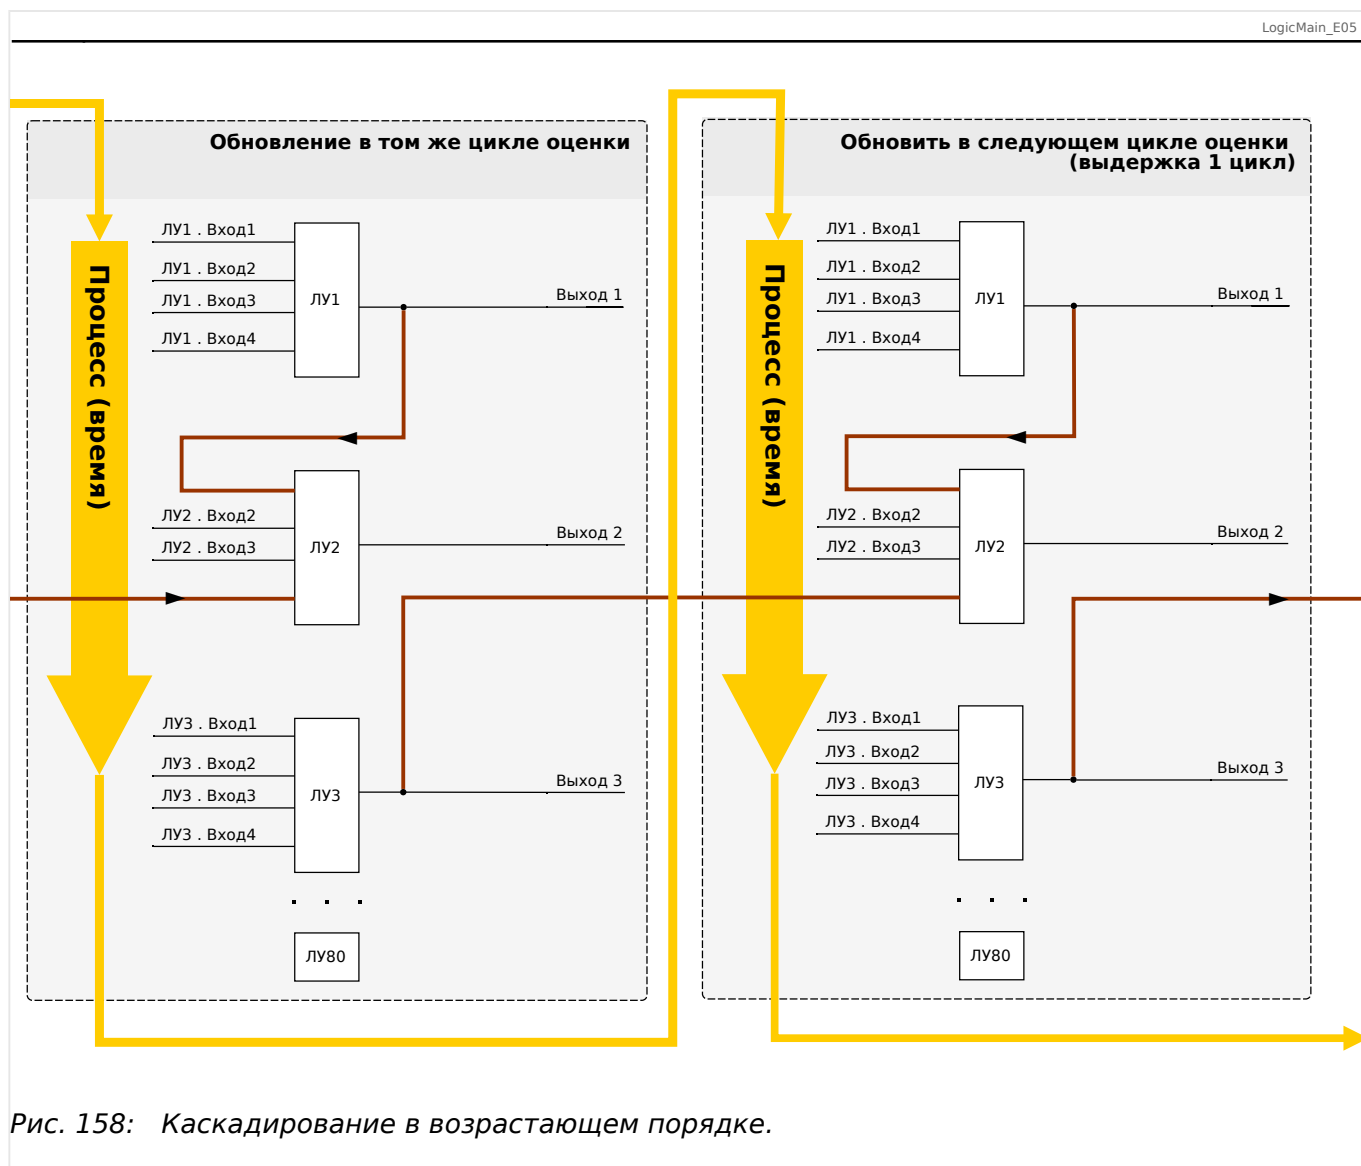 LogicMain_E05
Обновление в том же цикле оценки
Процесс (время)
ЛУ1 . Вход1
ЛУ1 . Вход2
ЛУ1 . Вход3
ЛУ1 . Вход4
ЛУ1
Выход 1
ЛУ2 . Вход2
ЛУ2 . Вход3
ЛУ2
Выход 2
ЛУ3 . Вход1
ЛУ3 . Вход2
ЛУ3 . Вход3
ЛУ3 . Вход4
ЛУ3
Выход 3
. . .
ЛУ80
Обновить в следующем цикле оценки
(выдержка 1 цикл)
Процесс (время)
ЛУ1 . Вход1
ЛУ1 . Вход2
ЛУ1 . Вход3
ЛУ1 . Вход4
ЛУ1
Выход 1
ЛУ2 . Вход2
ЛУ2 . Вход3
ЛУ2
Выход 2
ЛУ3 . Вход1
ЛУ3 . Вход2
ЛУ3 . Вход3
ЛУ3 . Вход4
ЛУ3
Выход 3
. . .
ЛУ80
Рис. 158: Каскадирование в возрастающем порядке.